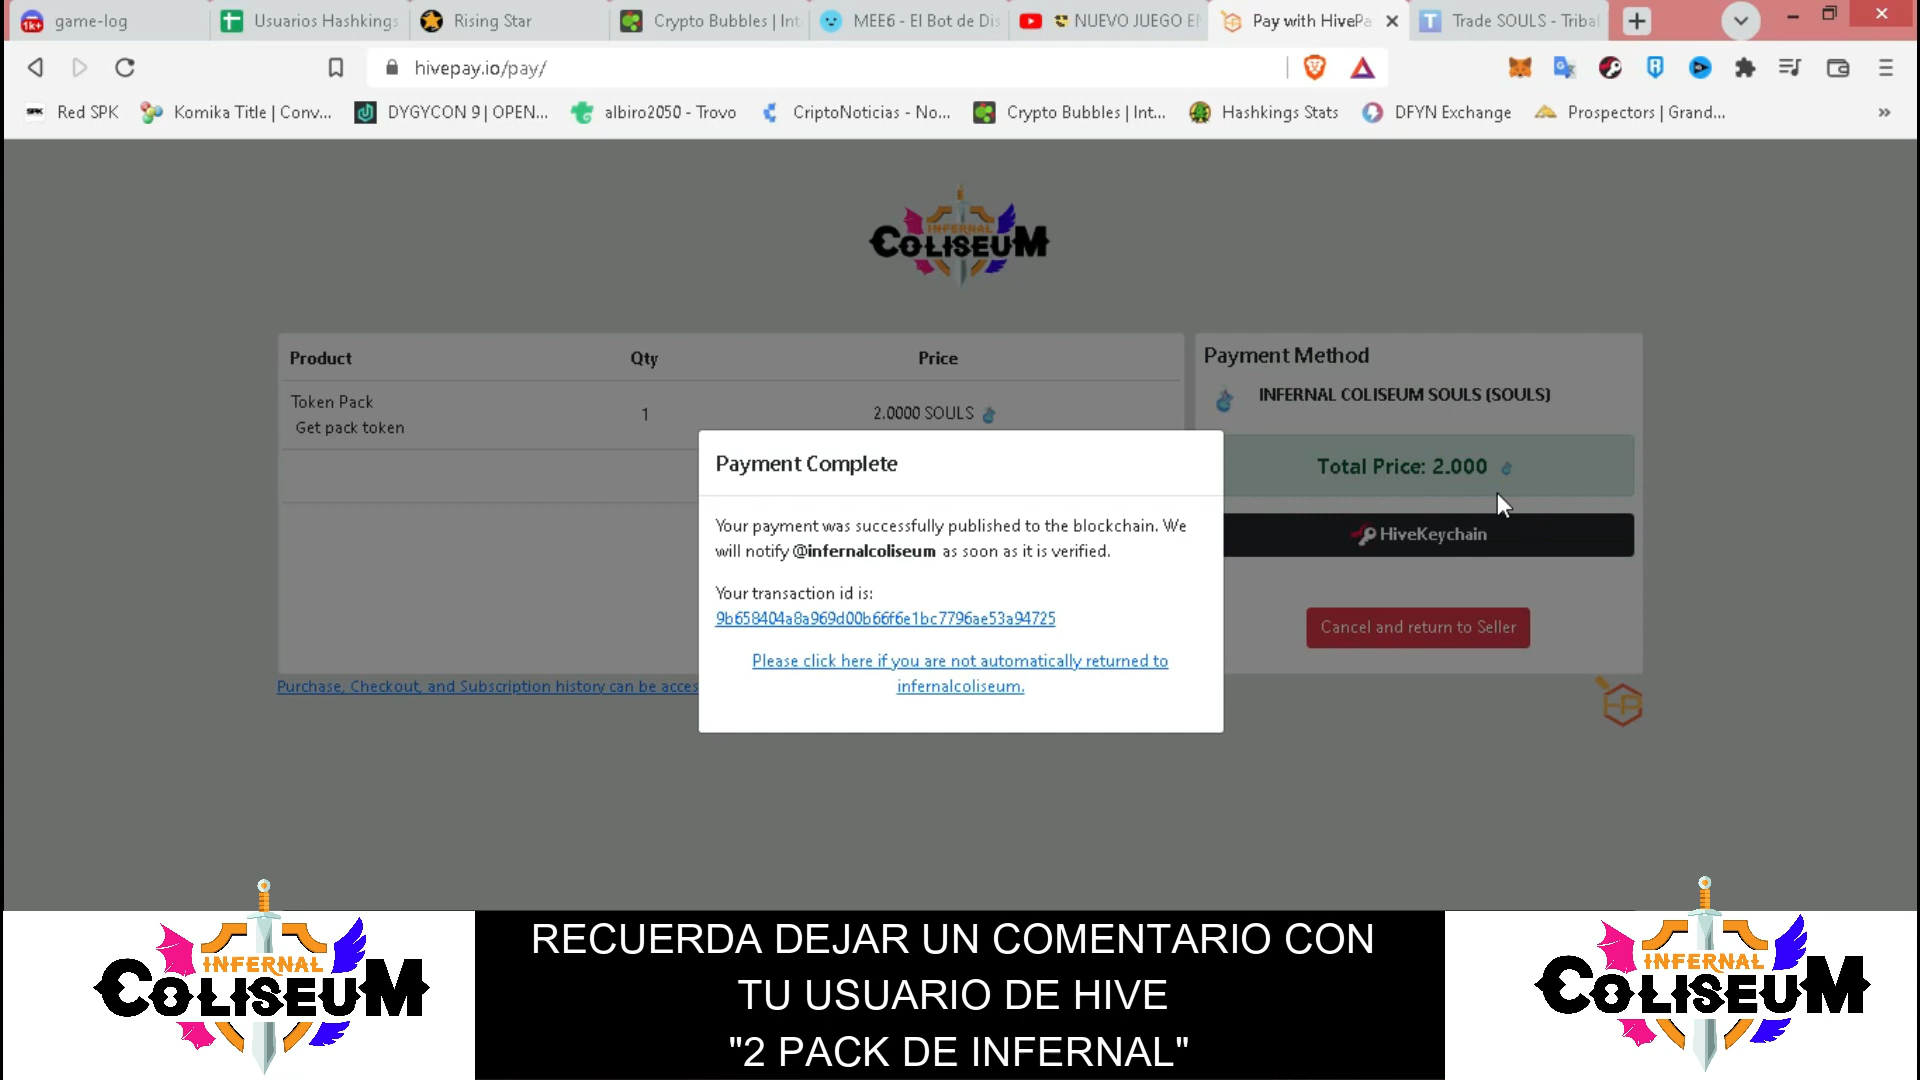 game-log
Usuarios Hashkings
Rising Star
Crypto Bubbles | Int
MEE6 - El Bot de Dis
NUEVO JUEGO EN
Pay with HivePa
Trade SOULS - Tribal
1k+
hivepay.io/pay/
SPK
Red SPK
Komika Title | Conv...
DYGYCON 9 | OPEN...
albiro2050 - Trovo
CriptoNoticias - No...
Crypto Bubbles | Int...
Hashkings Stats
DFYN Exchange
Prospectors | Grand...
INFERNAL
COLISEUM
Product
Qty
Price
Token Pack
Get pack token
1
2.0000 SOULS
Payment Method
INFERNAL COLISEUM SOULS (SOULS)
Total Price: 2.000
HiveKeychain
Cancel and return to Seller
Payment Complete
Your payment was successfully published to the blockchain. We
will notify @infernalcoliseum as soon as it is verified.
Your transaction id is:
9b658404a8a969d00b66f6e1bc7796ae53a94725
Please click here if you are not automatically returned to
infernalcoliseum.
Purchase, Checkout, and Subscription history can be acces
INFERNAL
COLISEUM
RECUERDA DEJAR UN COMENTARIO CON
TU USUARIO DE HIVE
"2 PACK DE INFERNAL"
INFERNAL
COLISEUM